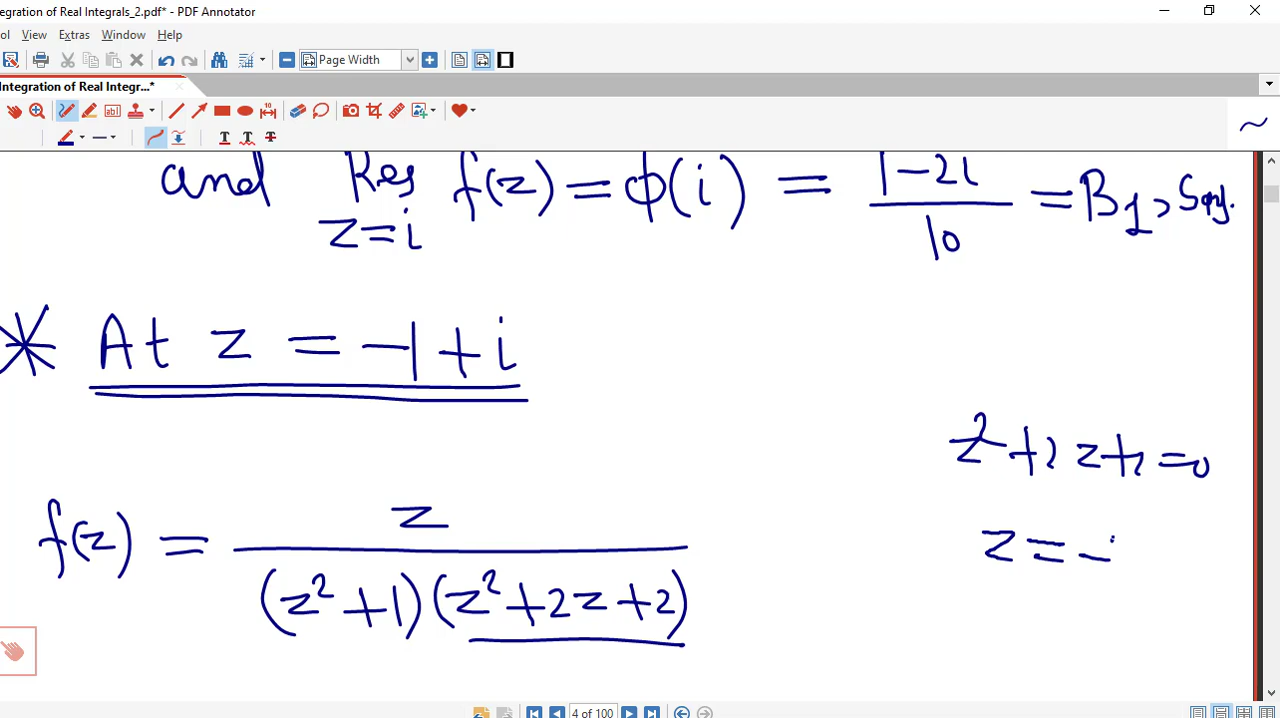 egration of Real Integrals_2.pdf* - PDF Annotator
ol View Extras Window Help
Page Width
Integration of Real Integr...*
and Res f(z) = ϕ(i) = 1-2i / 10 = B1, Say.
z=i
* At z = -1+i
z² + 2z + 2 = 0
z = -
f(z) = z / (z² + 1)(z² + 2z + 2)
4 of 100